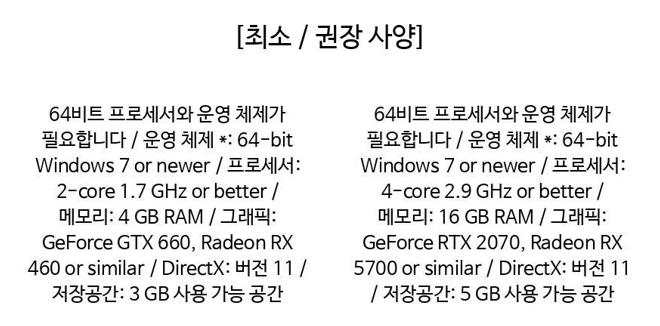 [최소 / 권장 사양]
64비트 프로세서와 운영 체제가
필요합니다 / 운영 체제 *: 64-bit
Windows 7 or newer / 프로세서:
2-core 1.7 GHz or better /
메모리: 4 GB RAM / 그래픽:
GeForce GTX 660, Radeon RX
460 or similar / DirectX: 버전 11 /
저장공간: 3 GB 사용 가능 공간
64비트 프로세서와 운영 체제가
필요합니다 / 운영 체제 *: 64-bit
Windows 7 or newer / 프로세서:
4-core 2.9 GHz or better /
메모리: 16 GB RAM / 그래픽:
GeForce RTX 2070, Radeon RX
5700 or similar / DirectX: 버전 11
/ 저장공간: 5 GB 사용 가능 공간